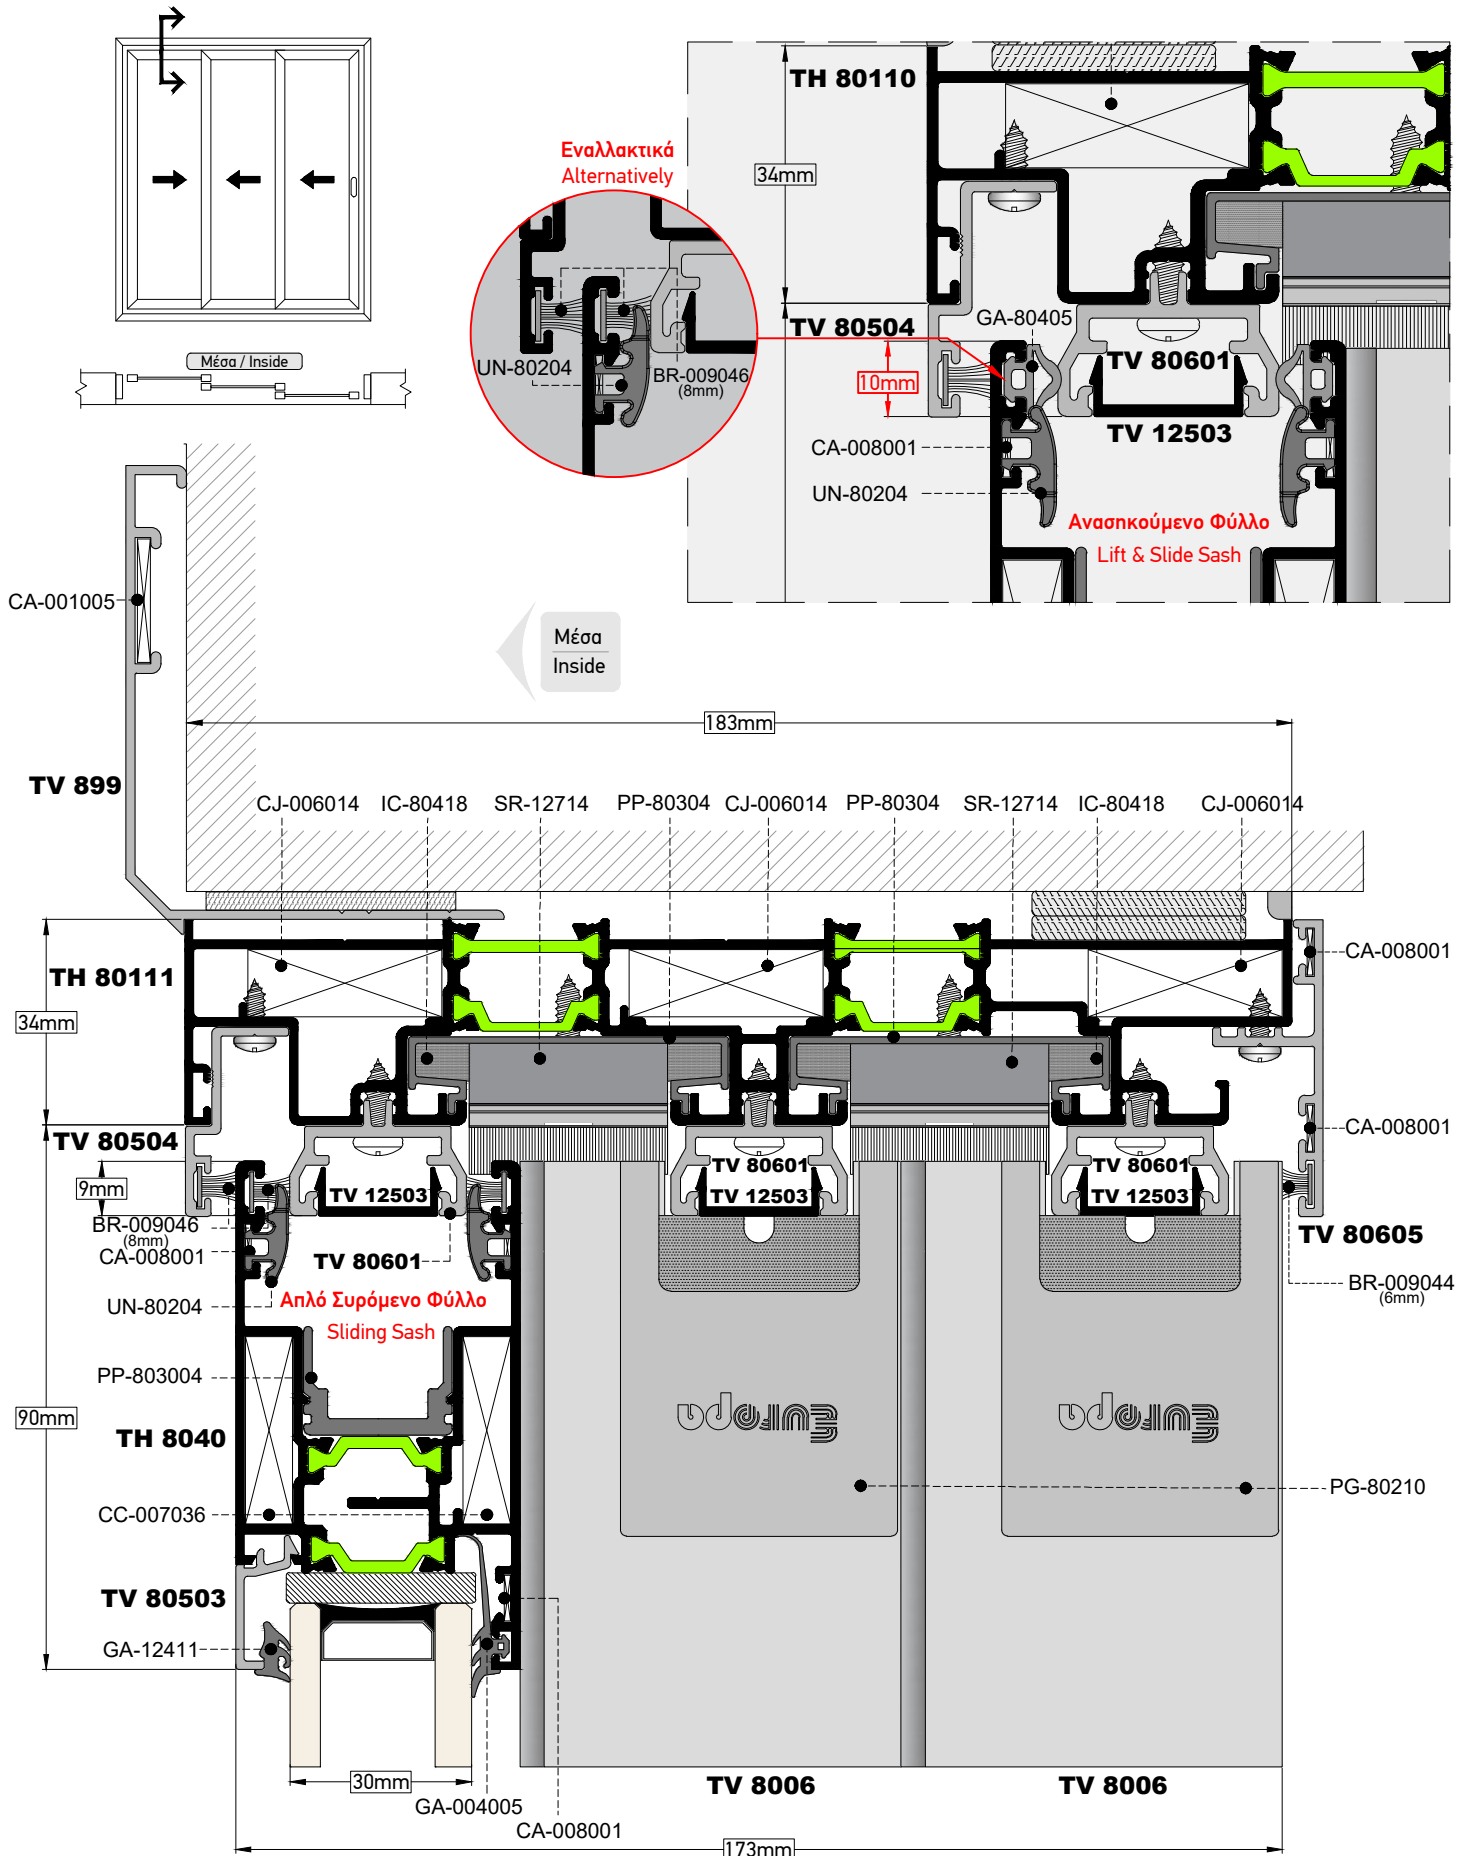 TH 80110
Εναλλακτικά
Alternatively
34mm
TV 80504
GA-80405
UN-80204
BR-009046
(8mm)
TV 80601
10mm
TV 12503
CA-008001
UN-80204
Ανασηκούμενο Φύλλο
Lift & Slide Sash
Μέσα / Inside
CA-001005
Μέσα
Inside
183mm
TV 899
CJ-006014
IC-80418
SR-12714
PP-80304
CJ-006014
PP-80304
SR-12714
IC-80418
CJ-006014
TH 80111
CA-008001
34mm
TV 80504
CA-008001
9mm
TV 12503
TV 80601
TV 12503
TV 80601
TV 12503
BR-009046
(8mm)
CA-008001
TV 80601
TV 80605
UN-80204
Απλό Συρόμενο Φύλλο
Sliding Sash
BR-009044
(6mm)
PP-803004
90mm
TH 8040
Europa
Europa
CC-007036
PG-80210
TV 80503
GA-12411
30mm
GA-004005
CA-008001
TV 8006
TV 8006
173mm